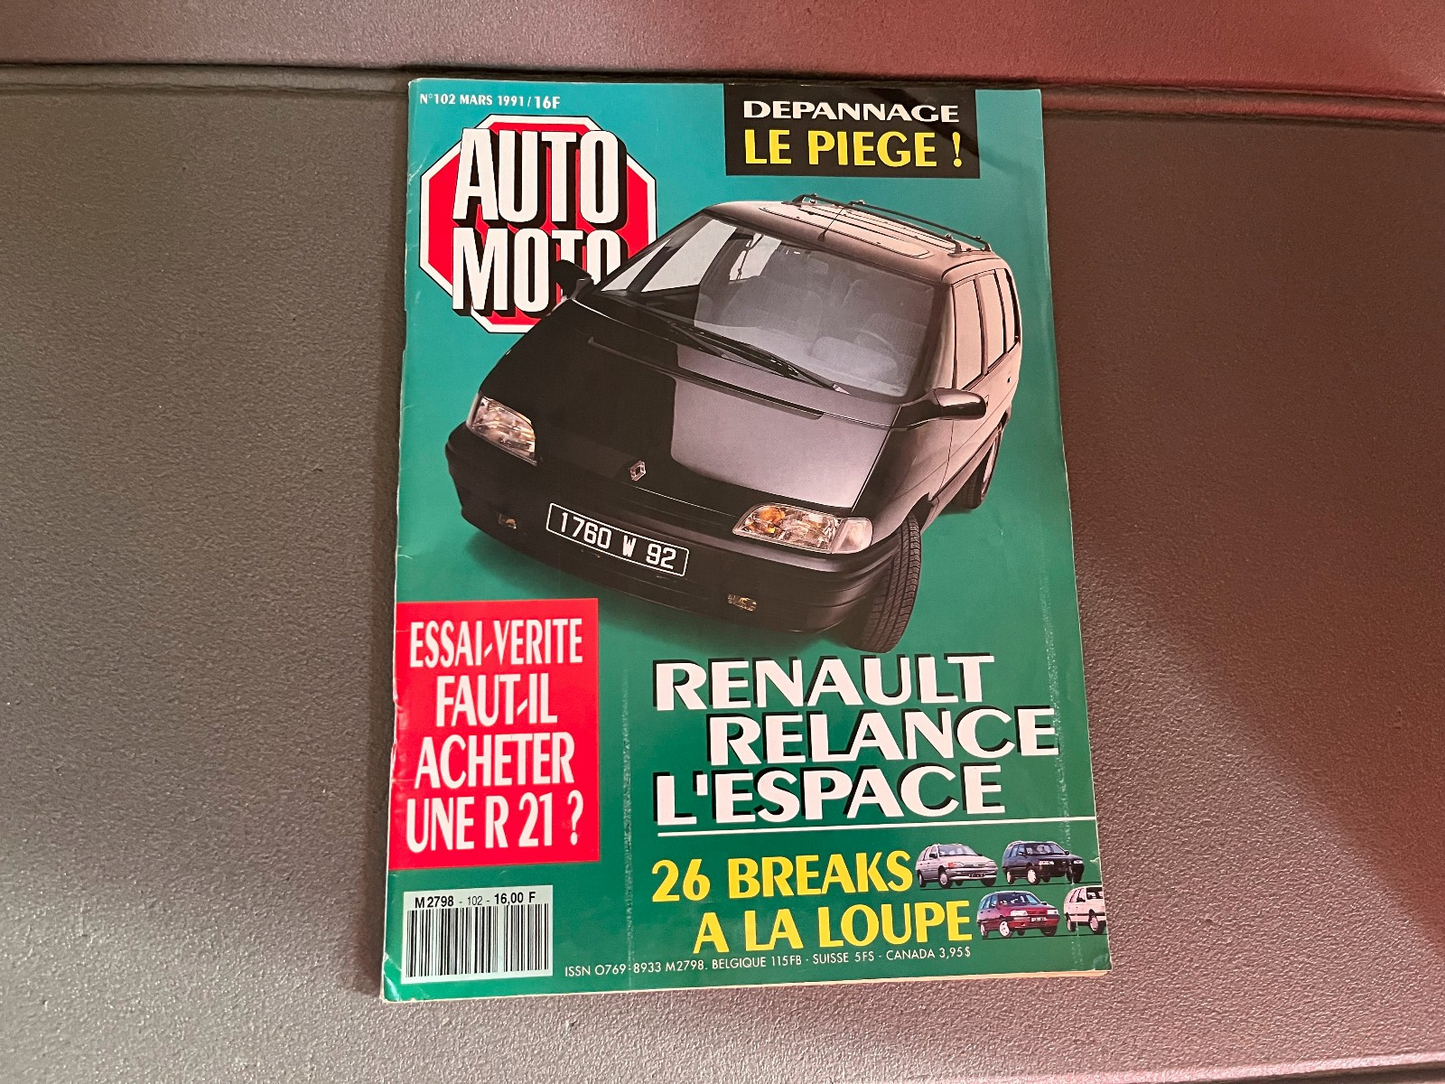 N°102 MARS 1991 / 16F
DEPANNAGE
LE PIEGE !
AUTO
MOTO
1760 W 92
ESSAI-VERITE
FAUT-IL
ACHETER
UNE R 21 ?
RENAULT
RELANCE
L'ESPACE
26 BREAKS
A LA LOUPE
M 2798 - 102 - 16,00 F
ISSN 0769-8933 M2798. BELGIQUE 115FB - SUISSE 5FS - CANADA 3,95$